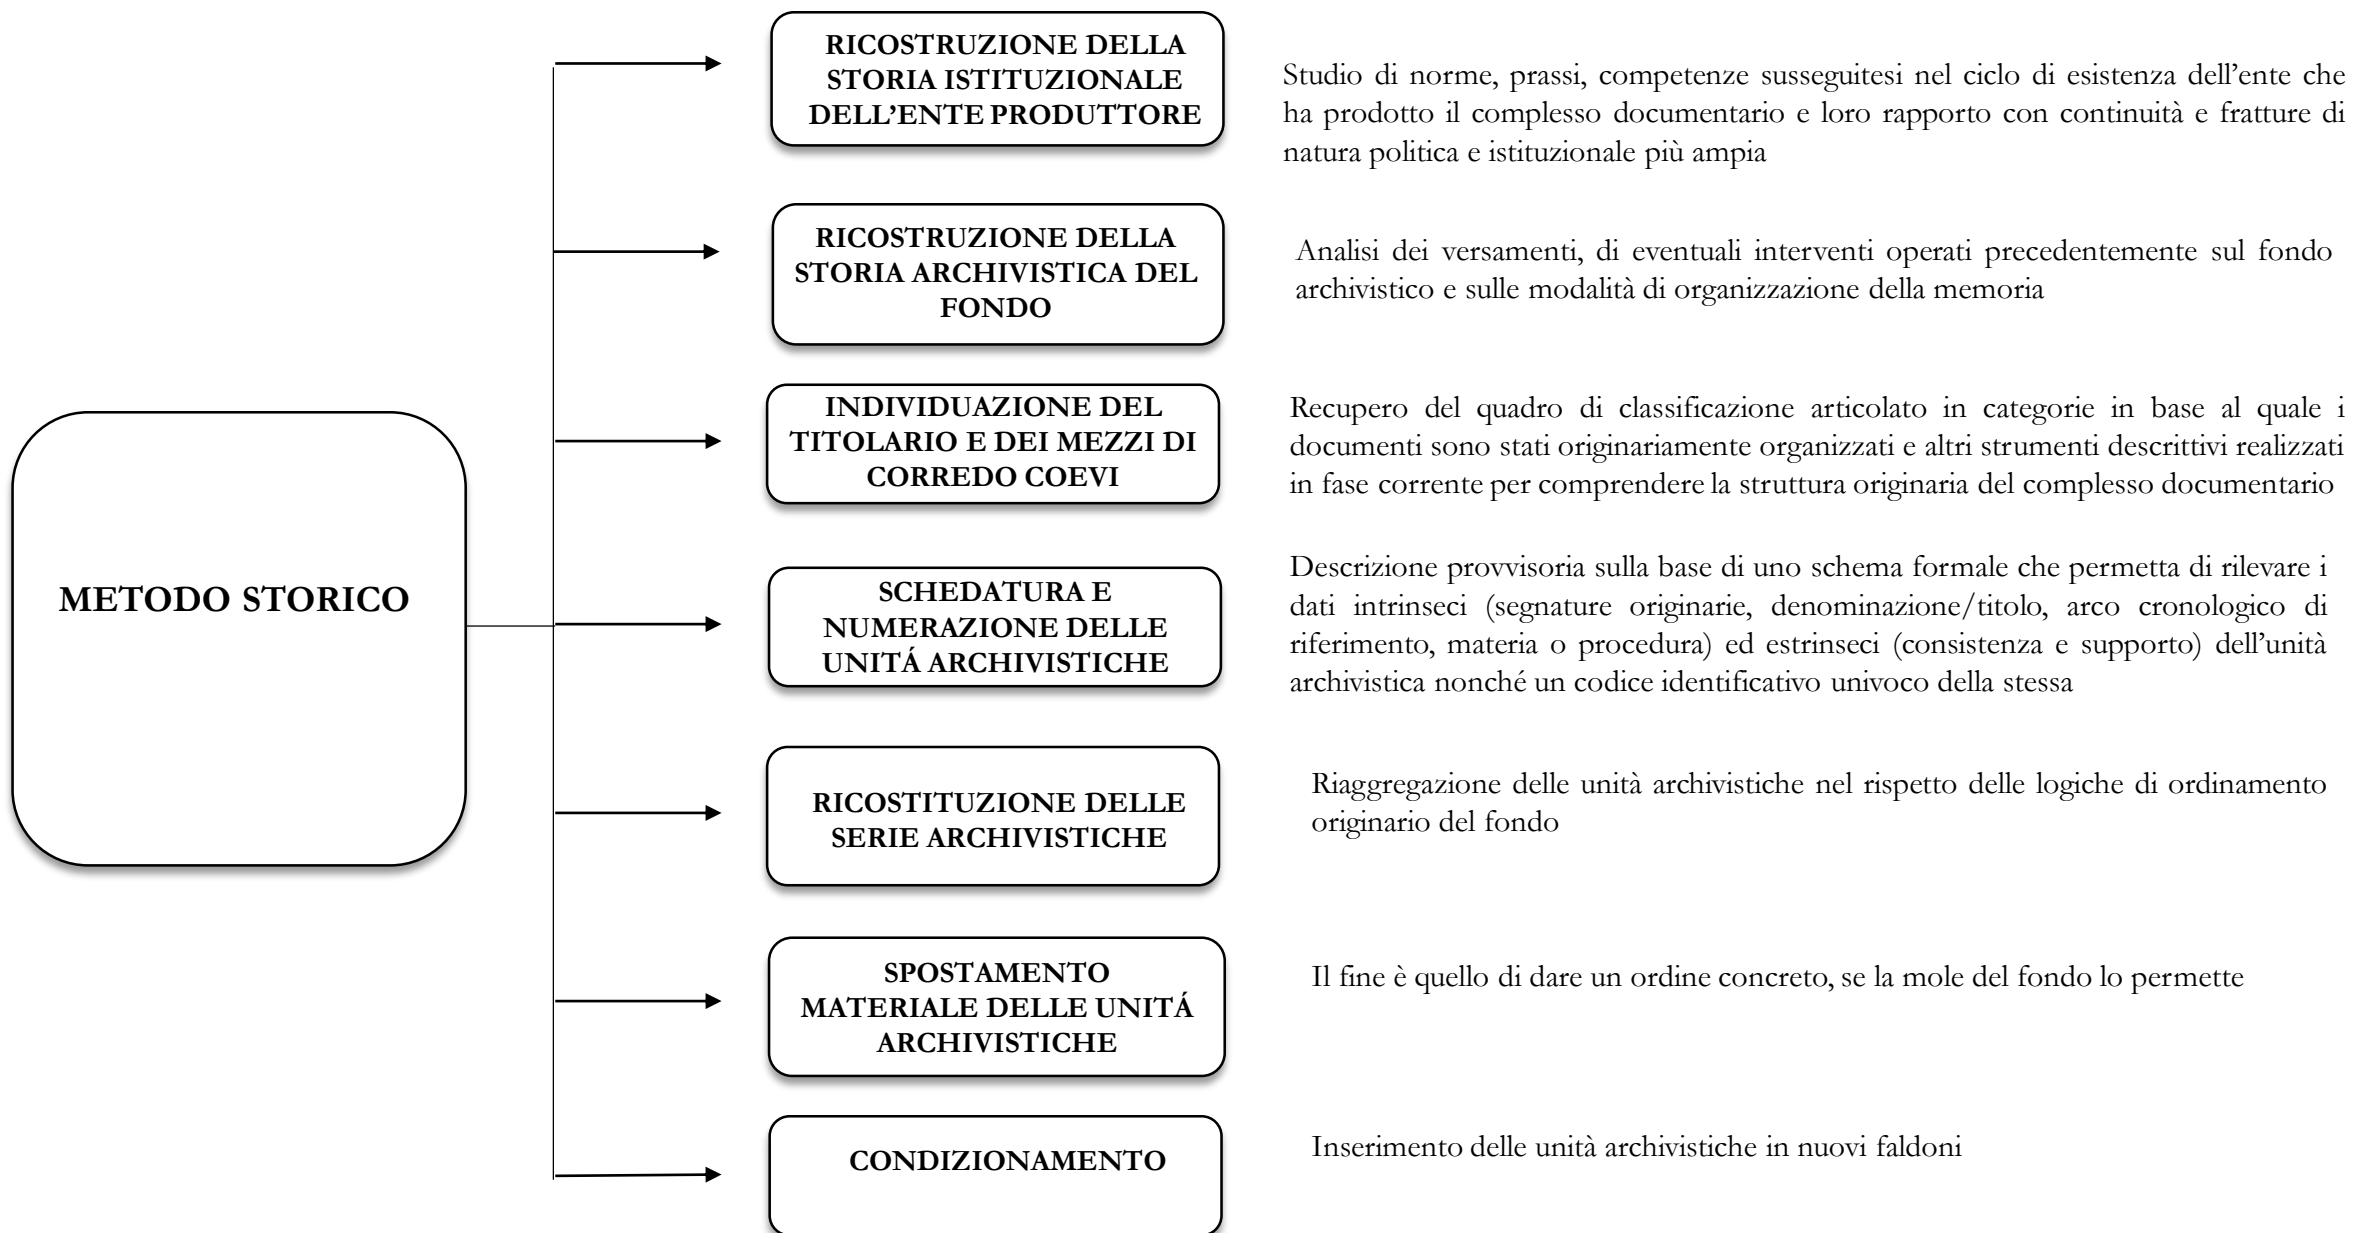 METODO STORICO
RICOSTRUZIONE DELLA
STORIA ISTITUZIONALE
DELL’ENTE PRODUTTORE
Studio di norme, prassi, competenze susseguitesi nel ciclo di esistenza dell’ente che
ha prodotto il complesso documentario e loro rapporto con continuità e fratture di
natura politica e istituzionale più ampia
RICOSTRUZIONE DELLA
STORIA ARCHIVISTICA DEL
FONDO
Analisi dei versamenti, di eventuali interventi operati precedentemente sul fondo
archivistico e sulle modalità di organizzazione della memoria
INDIVIDUAZIONE DEL
TITOLARIO E DEI MEZZI DI
CORREDO COEVI
Recupero del quadro di classificazione articolato in categorie in base al quale i
documenti sono stati originariamente organizzati e altri strumenti descrittivi realizzati
in fase corrente per comprendere la struttura originaria del complesso documentario
SCHEDATURA E
NUMERAZIONE DELLE
UNITÁ ARCHIVISTICHE
Descrizione provvisoria sulla base di uno schema formale che permetta di rilevare i
dati intrinseci (segnature originarie, denominazione/titolo, arco cronologico di
riferimento, materia o procedura) ed estrinseci (consistenza e supporto) dell’unità
archivistica nonché un codice identificativo univoco della stessa
RICOSTITUZIONE DELLE
SERIE ARCHIVISTICHE
Riaggregazione delle unità archivistiche nel rispetto delle logiche di ordinamento
originario del fondo
SPOSTAMENTO
MATERIALE DELLE UNITÁ
ARCHIVISTICHE
Il fine è quello di dare un ordine concreto, se la mole del fondo lo permette
CONDIZIONAMENTO
Inserimento delle unità archivistiche in nuovi faldoni